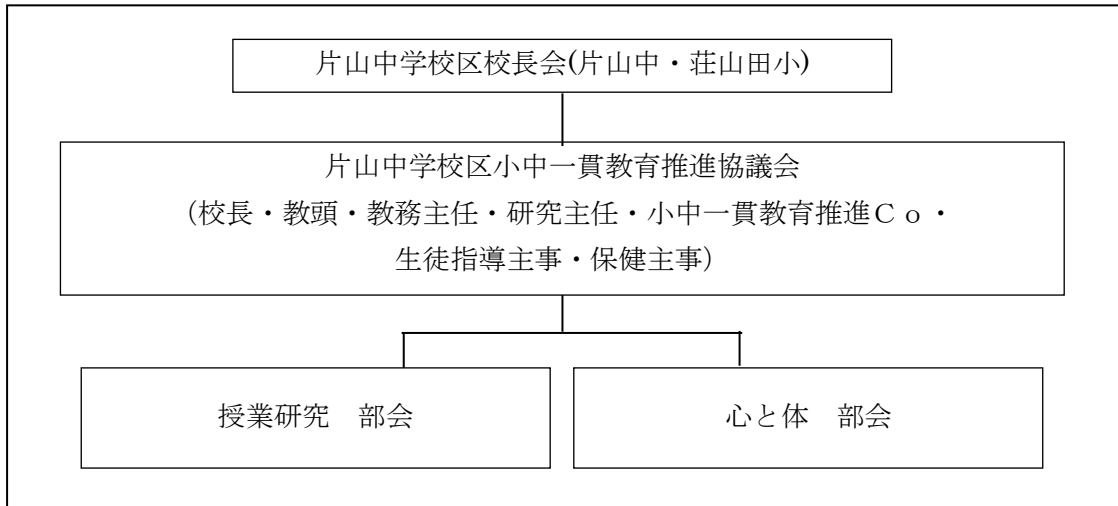 片山中学校区校長会(片山中・荘山田小)
片山中学校区小中一貫教育推進協議会
（校長・教頭・教務主任・研究主任・小中一貫教育推進Ｃｏ・
生徒指導主事・保健主事）
授業研究　部会
心と体　部会